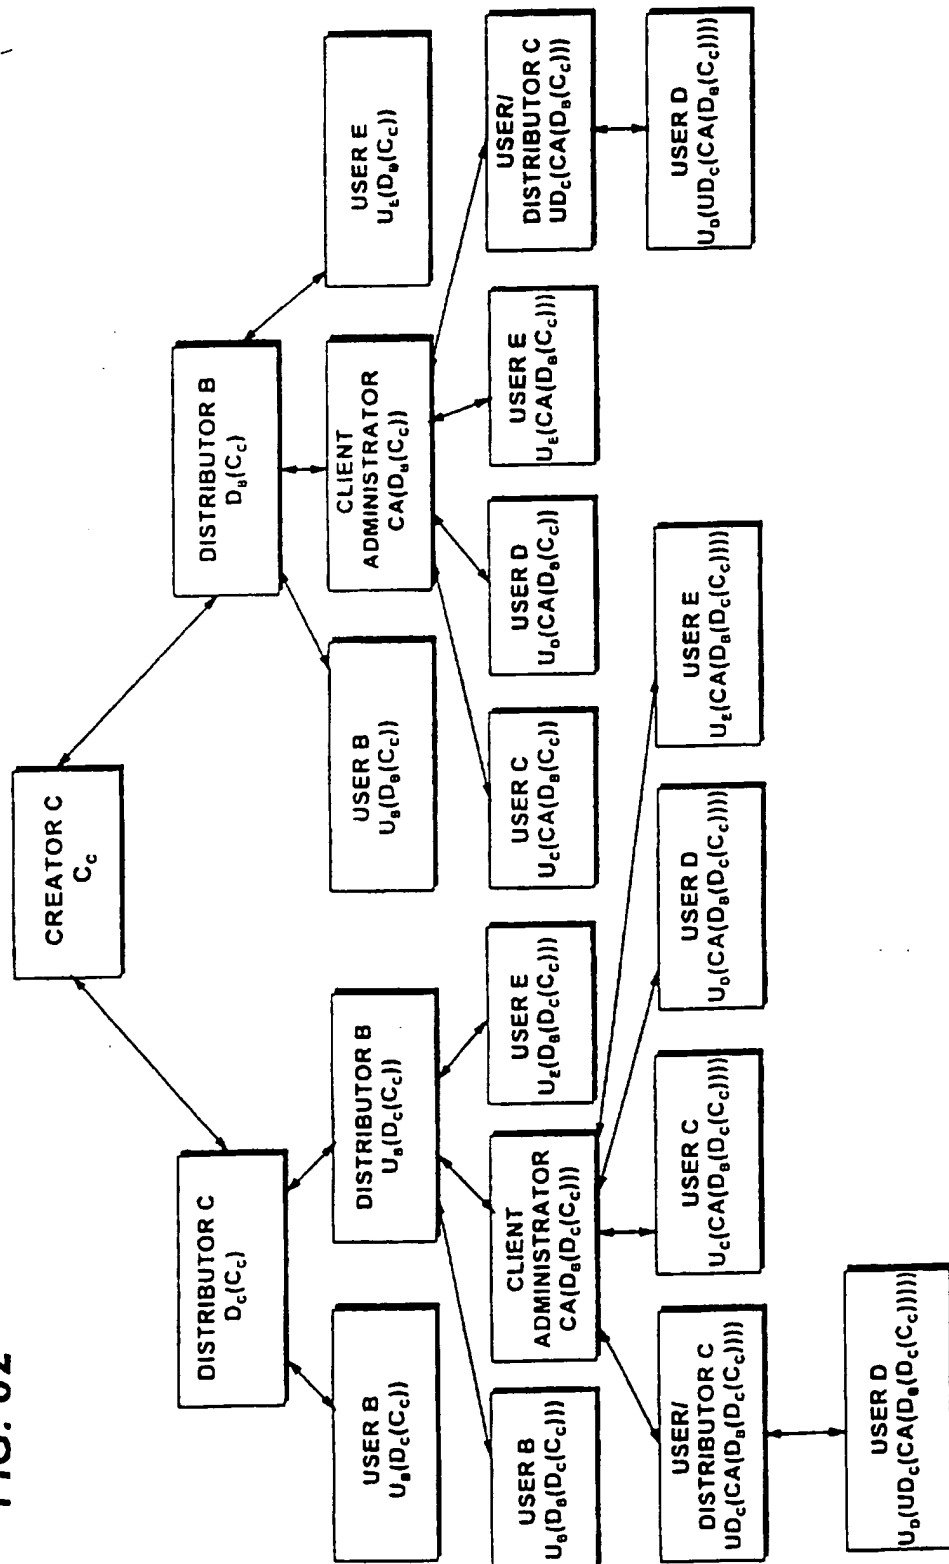 FIG.
CREATOR C
C_C
DISTRIBUTOR C
D_C(C_C)
DISTRIBUTOR B
D_B(C_C)
USER B
U_B(D_C(C_C))
DISTRIBUTOR B
U_B(D_C(C_C))
USER B
U_B(D_B(C_C))
CLIENT
ADMINISTRATOR
CA(D_B(C_C))
USER E
U_E(D_B(C_C))
USER B
U_B(D_B(D_C(C_C)))
CLIENT
ADMINISTRATOR
CA(D_B(D_C(C_C)))
USER E
U_E(D_B(D_C(C_C)))
USER C
U_C(CA(D_B(C_C))
USER D
U_D(CA(D_B(C_C))
USER E
U_E(CA(D_B(C_C)))
USER/
DISTRIBUTOR C
UD_C(CA(D_B(C_C)))
USER/
DISTRIBUTOR C
UD_C(CA(D_B(D_C(C_C))))
USER C
U_C(CA(D_B(D_C(C_C))))
USER D
U_D(CA(D_B(D_C(C_C))))
USER E
U_E(CA(D_B(D_C(C_C))))
USER D
U_D(UD_C(CA(D_B(C_C))))
USER D
U_D(UD_C(CA(D_B(D_C(C_C)))))